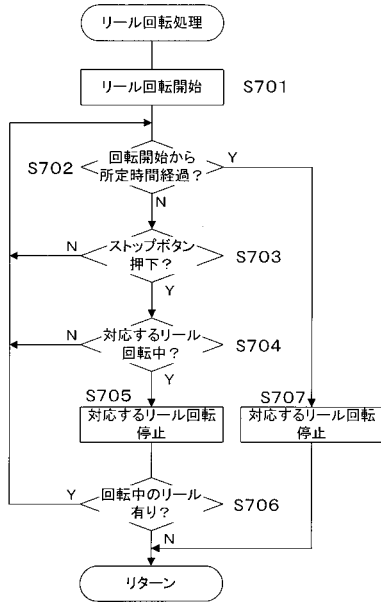 リール回転処理
リール回転開始
S701
S702
回転開始から
所定時間経過？
Y
N
N
ストップボタン
押下？
S703
Y
N
対応するリール
回転中？
S704
Y
S705
S707
対応するリール回転
停止
対応するリール回転
停止
Y
回転中のリール
有り？
S706
N
リターン